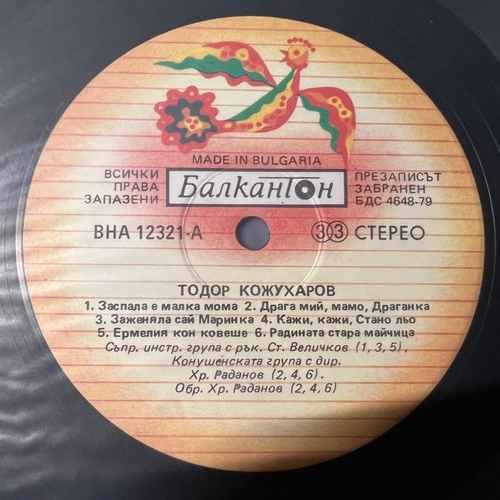 MADE IN BULGARIA
ВСИЧКИ ПРАВА ЗАПАЗЕНИ
Балкантон
ПРЕЗАПИСЪТ ЗАБРАНЕН БДС 4648-79
ВНА 12321-А
33 СТЕРЕО
ТОДОР КОЖУХАРОВ
1. Заспала е малка мома 2. Драга мий, мамо, Драганка
3. Заженяла сай Маринка 4. Кажи, кажи, Стано льо
5. Ермелия кон ковеше 6. Радината стара майчица
Съпр. инстр. група с рък. Ст. Величков (1, 3, 5).
Конушенската група с дир.
Хр. Раданов (2, 4, 6).
Обр. Хр. Раданов (2, 4, 6)